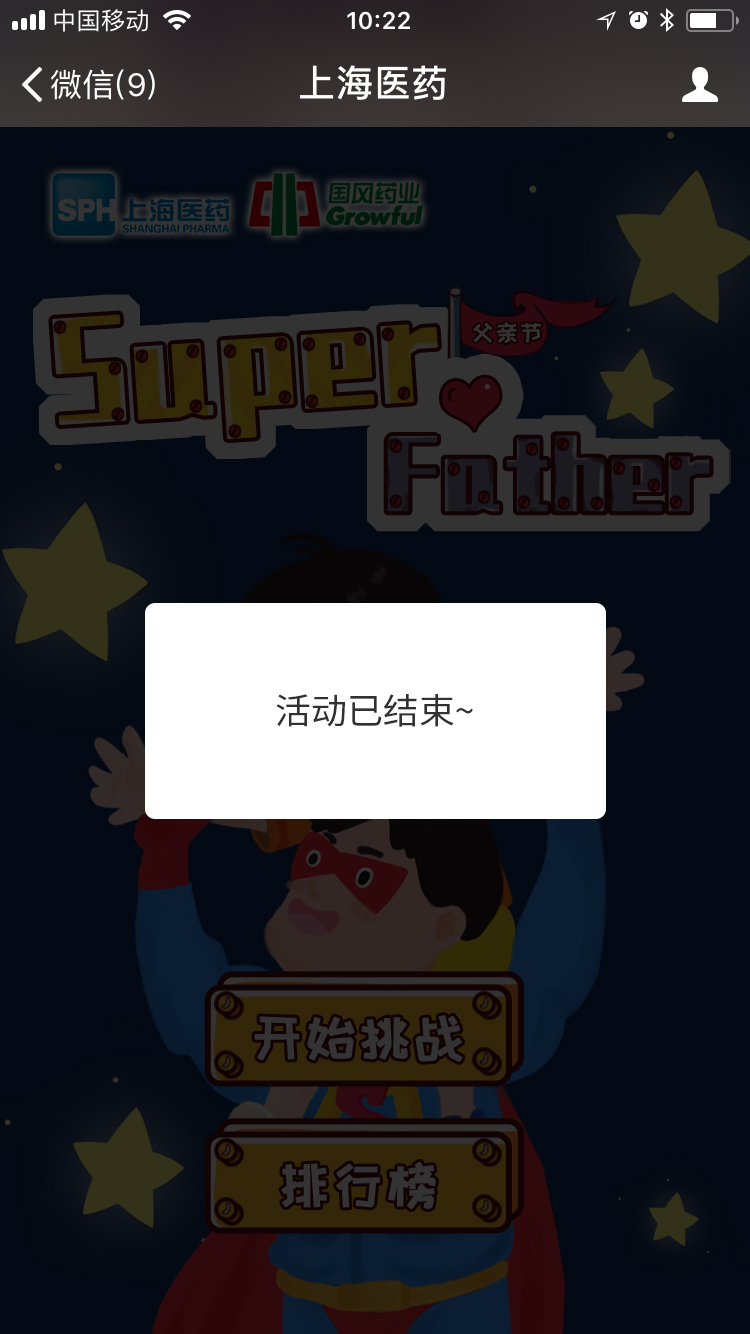 中国移动 10:22
微信(9) 上海医药
SPH 上海医药 国风药业
SHANGHAI PHARMA Growful
Super 父亲节
Father
活动已结束~
开始挑战
排行榜